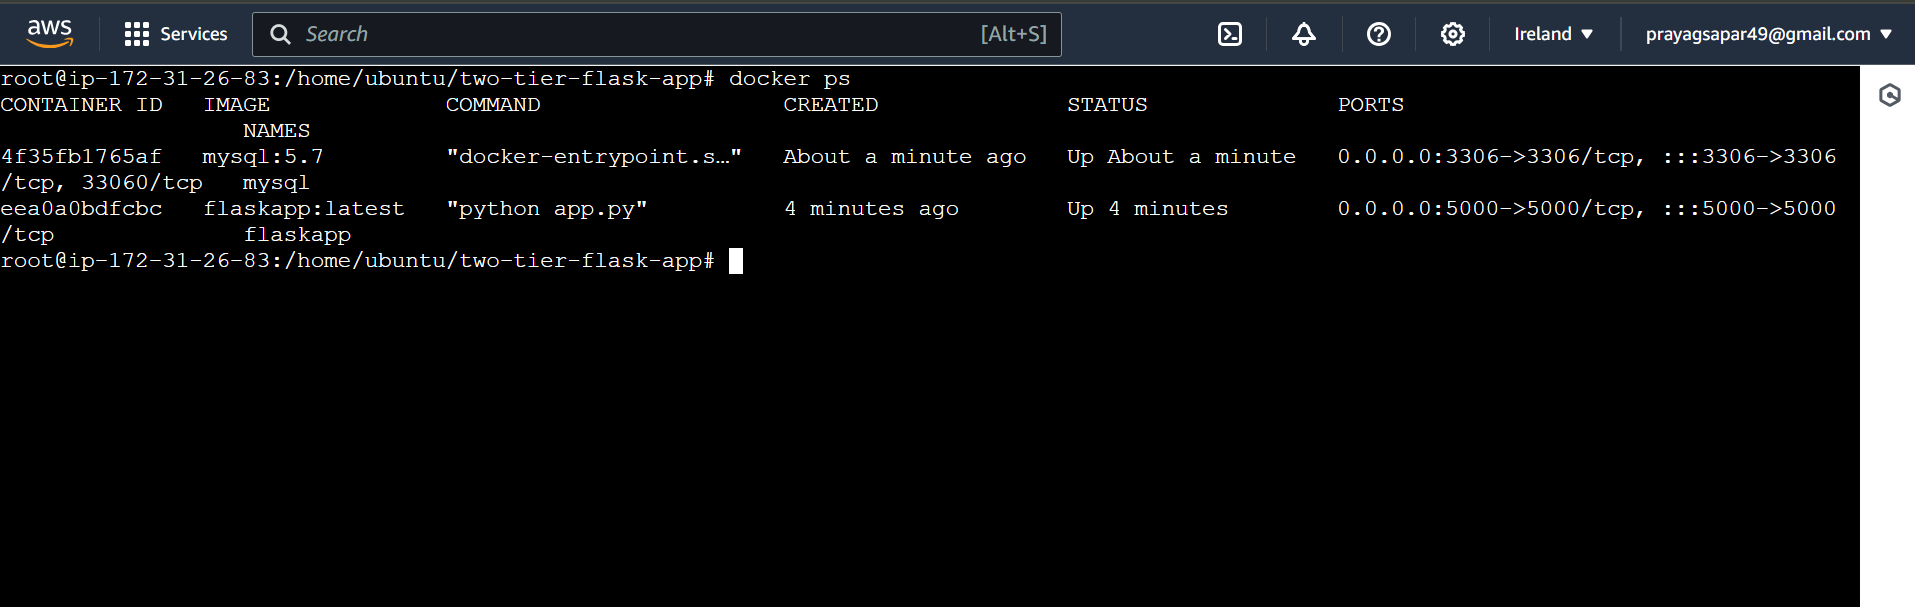 aws Services Search [Alt+S] Ireland ▼ prayagsapar49@gmail.com ▼
root@ip-172-31-26-83:/home/ubuntu/two-tier-flask-app# docker ps
CONTAINER ID   IMAGE             COMMAND                  CREATED              STATUS              PORTS
                  NAMES
4f35fb1765af   mysql:5.7         "docker-entrypoint.s…"   About a minute ago   Up About a minute   0.0.0.0:3306->3306/tcp, :::3306->3306
/tcp, 33060/tcp   mysql
eea0a0bdfcbc   flaskapp:latest   "python app.py"          4 minutes ago        Up 4 minutes        0.0.0.0:5000->5000/tcp, :::5000->5000
/tcp              flaskapp
root@ip-172-31-26-83:/home/ubuntu/two-tier-flask-app#